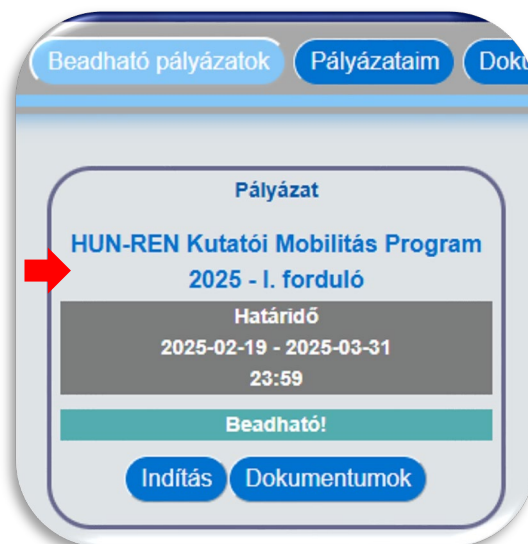 Beadható pályázatok Pályázataim Doku
Pályázat
HUN-REN Kutatói Mobilitás Program
2025 - I. forduló
Határidő
2025-02-19 - 2025-03-31
23:59
Beadható!
Indítás Dokumentumok